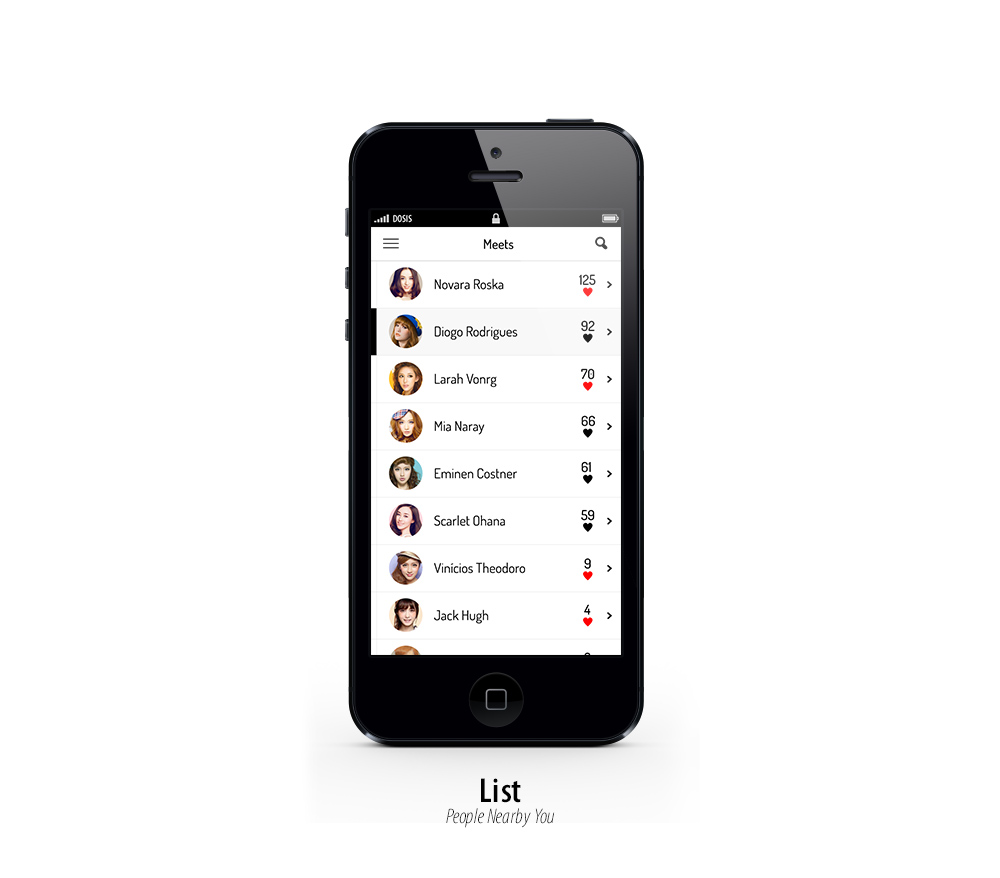 DOSIS
Meets
Novara Roska 125
Diogo Rodrigues 92
Larah Vonrg 70
Mia Naray 66
Eminen Costner 61
Scarlet Ohana 59
Vinícios Theodoro 9
Jack Hugh 4
List
People Nearby You